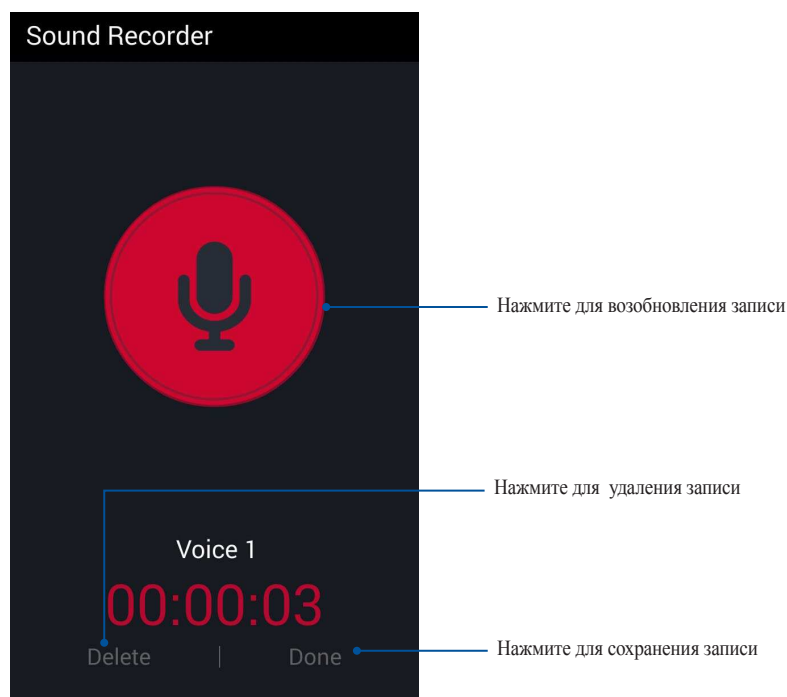 Sound Recorder
Нажмите для возобновления записи
Нажмите для удаления записи
Voice 1
00:00:03
Delete | Done
Нажмите для сохранения записи